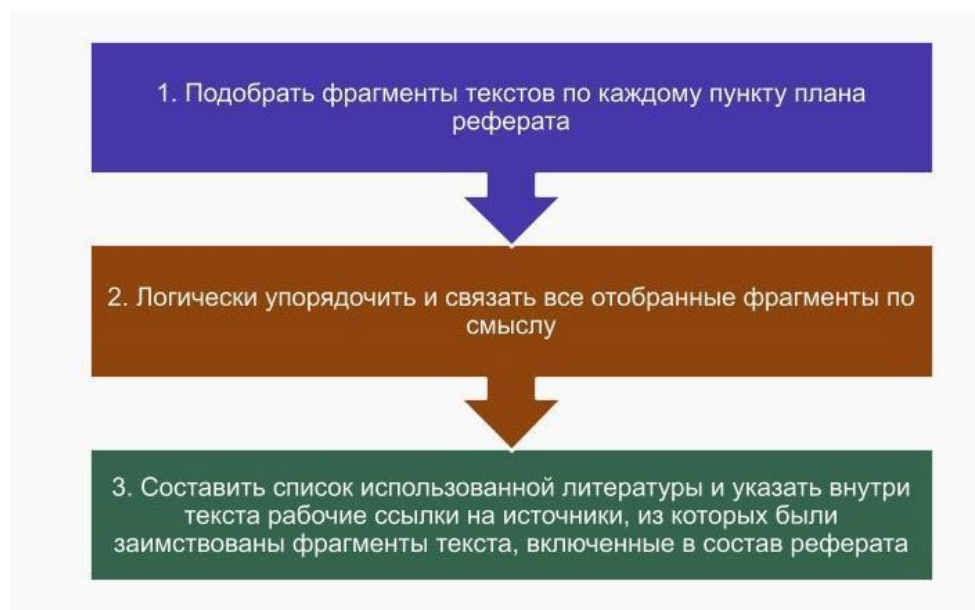 1. Подобрать фрагменты текстов по каждому пункту плана
реферата
2. Логически упорядочить и связать все отобранные фрагменты по
смыслу
3. Составить список использованной литературы и указать внутри
текста рабочие ссылки на источники, из которых были
заимствованы фрагменты текста, включенные в состав реферата